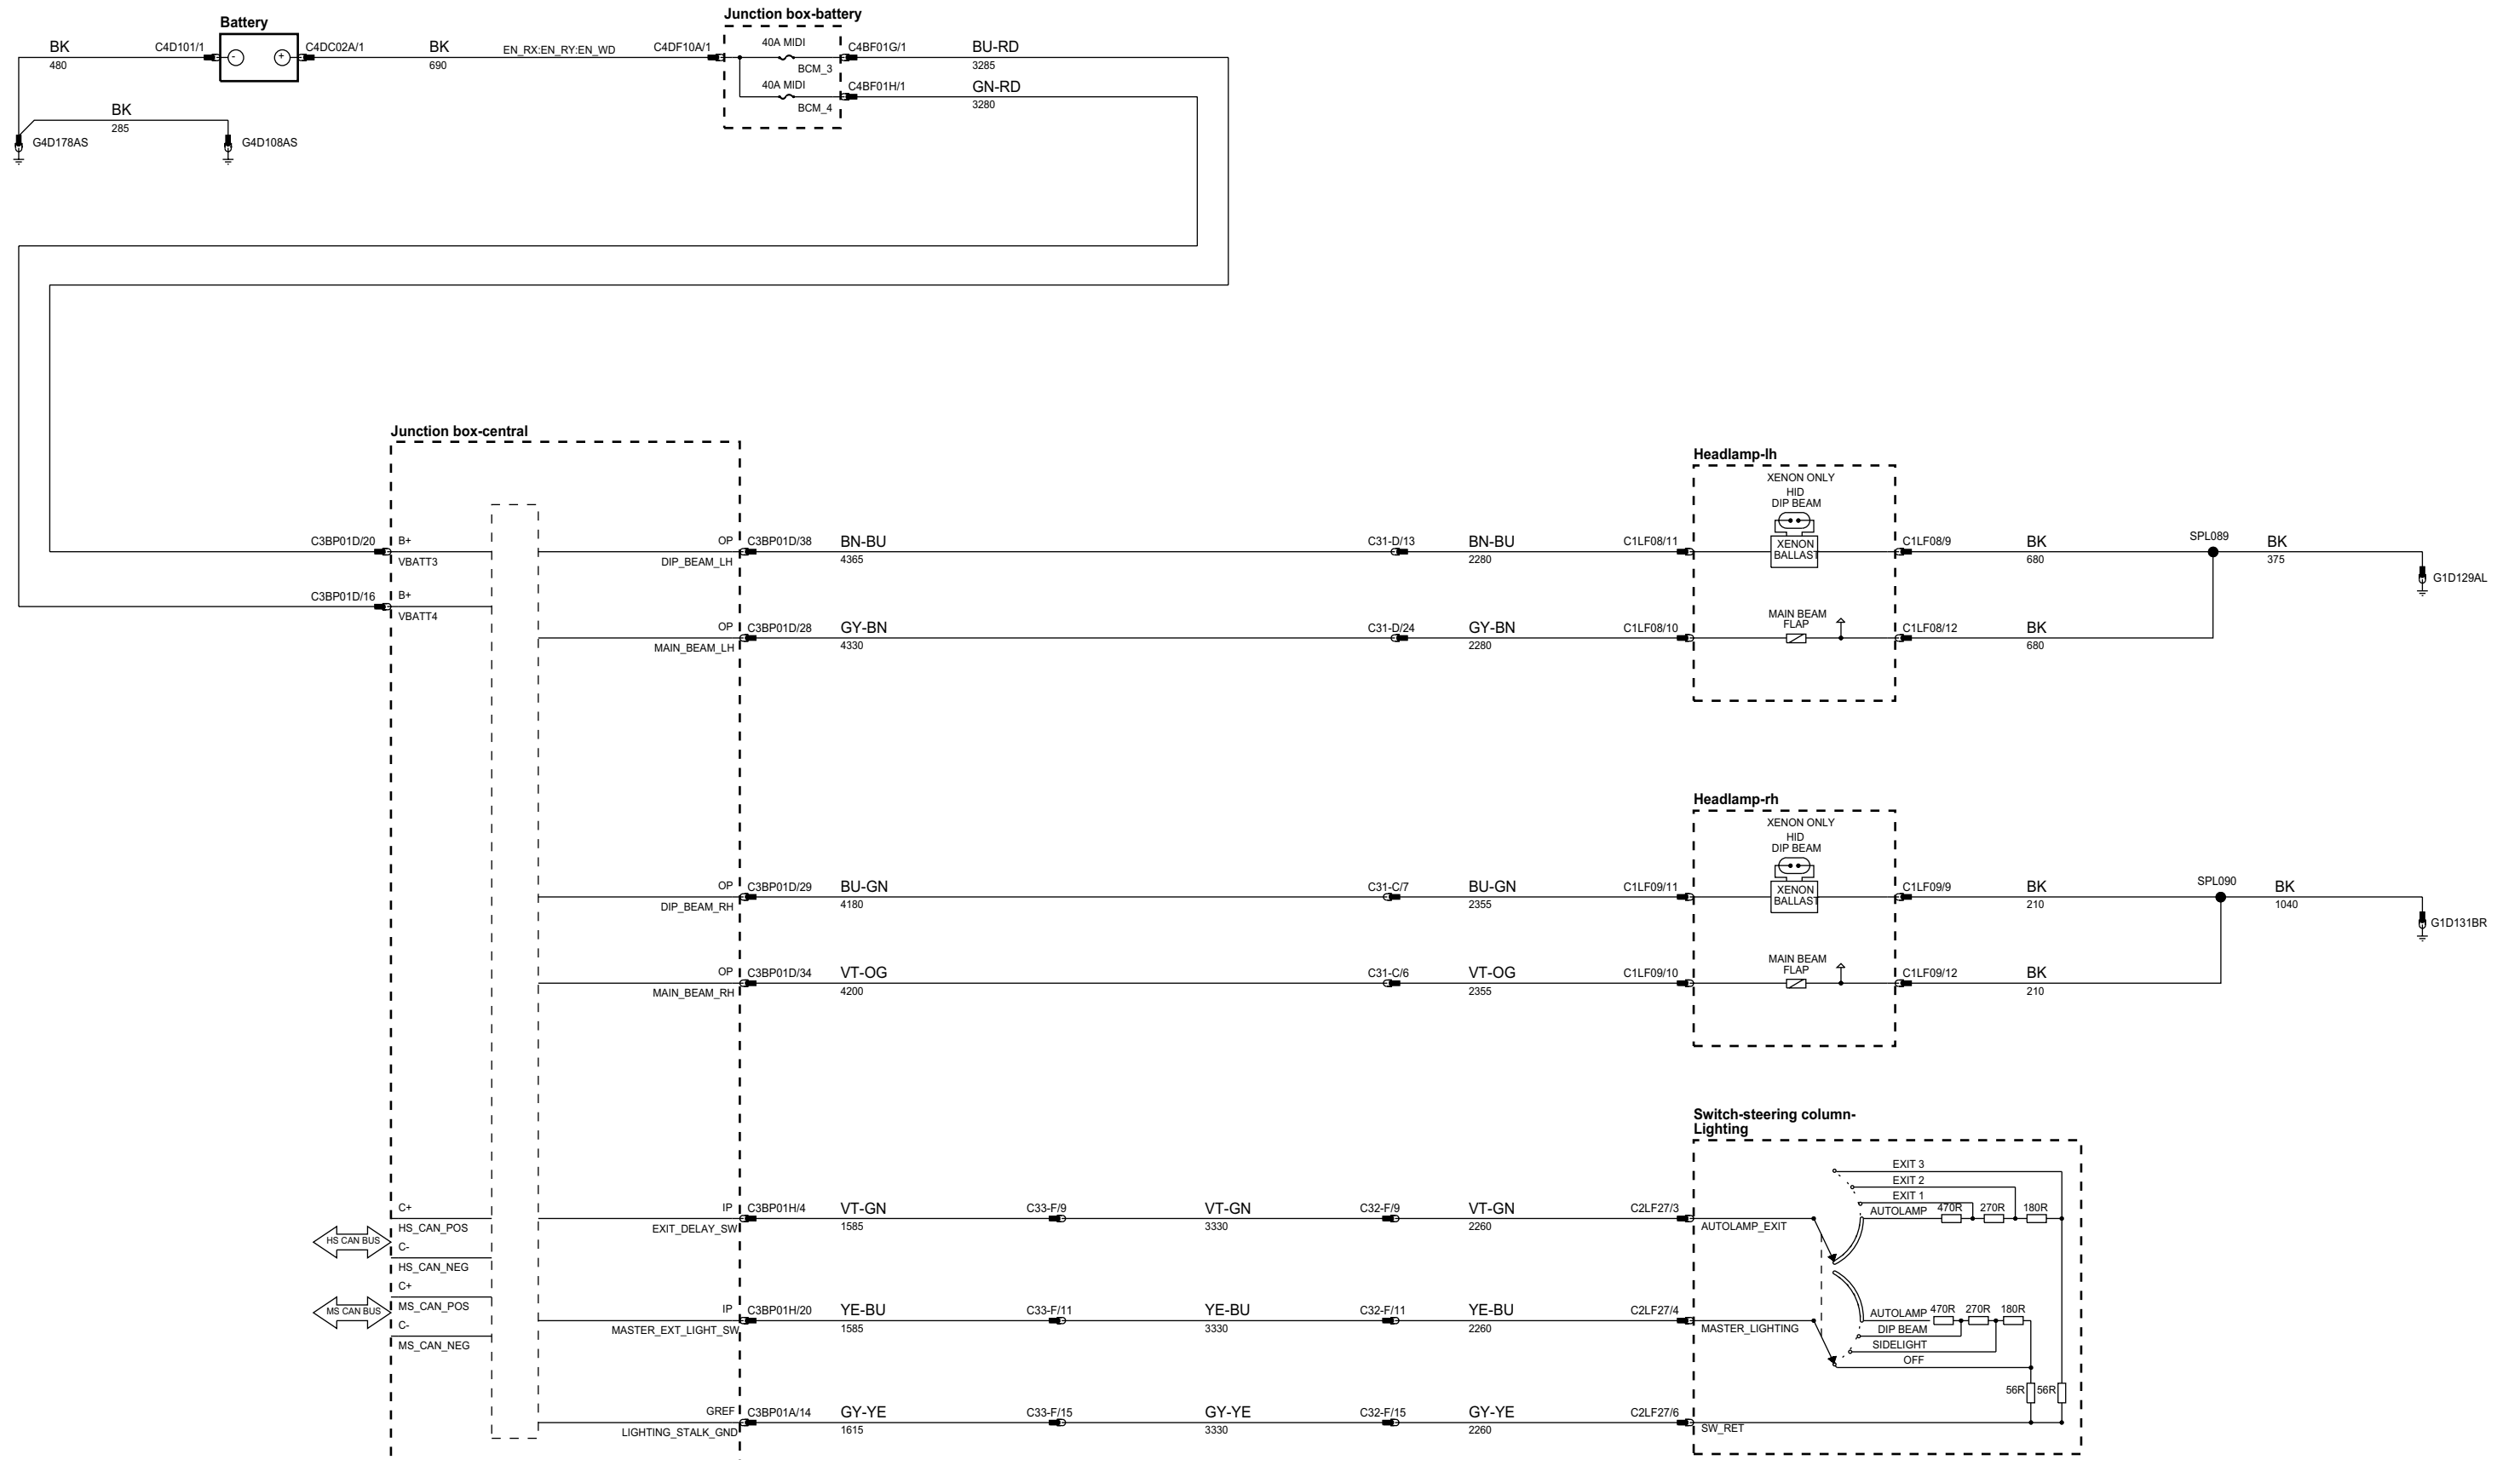 Battery
Junction box-battery
BK
480
C4D101/1
-
+
C4DC02A/1
BK
690
EN_RX:EN_RY:EN_WD
C4DF10A/1
40A MIDI
BCM_3
C4BF01G/1
BU-RD
3285
40A MIDI
BCM_4
C4BF01H/1
GN-RD
3280
BK
285
G4D178AS
G4D108AS
Junction box-central
Headlamp-lh
XENON ONLY
HID
DIP BEAM
C3BP01D/20
B+
VBATT3
OP
DIP_BEAM_LH
C3BP01D/38
BN-BU
4365
C31-D/13
BN-BU
2280
C1LF08/11
XENON
BALLAST
C1LF08/9
BK
680
SPL089
BK
375
G1D129AL
C3BP01D/16
B+
VBATT4
OP
MAIN_BEAM_LH
C3BP01D/28
GY-BN
4330
C31-D/24
GY-BN
2280
C1LF08/10
MAIN BEAM
FLAP
C1LF08/12
BK
680
Headlamp-rh
XENON ONLY
HID
DIP BEAM
OP
DIP_BEAM_RH
C3BP01D/29
BU-GN
4180
C31-C/7
BU-GN
2355
C1LF09/11
XENON
BALLAST
C1LF09/9
BK
210
SPL090
BK
1040
G1D131BR
OP
MAIN_BEAM_RH
C3BP01D/34
VT-OG
4200
C31-C/6
VT-OG
2355
C1LF09/10
MAIN BEAM
FLAP
C1LF09/12
BK
210
Switch-steering column-
Lighting
EXIT 3
EXIT 2
EXIT 1
AUTOLAMP
470R
270R
180R
C+
HS_CAN_POS
HS CAN BUS
C-
HS_CAN_NEG
IP
EXIT_DELAY_SW
C3BP01H/4
VT-GN
1585
C33-F/9
VT-GN
3330
C32-F/9
VT-GN
2260
C2LF27/3
AUTOLAMP_EXIT
C+
MS_CAN_POS
MS CAN BUS
C-
MS_CAN_NEG
IP
MASTER_EXT_LIGHT_SW
C3BP01H/20
YE-BU
1585
C33-F/11
YE-BU
3330
C32-F/11
YE-BU
2260
C2LF27/4
MASTER_LIGHTING
AUTOLAMP
470R
270R
180R
DIP BEAM
SIDELIGHT
OFF
56R
56R
GREF
LIGHTING_STALK_GND
C3BP01A/14
GY-YE
1615
C33-F/15
GY-YE
3330
C32-F/15
GY-YE
2260
C2LF27/6
SW_RET